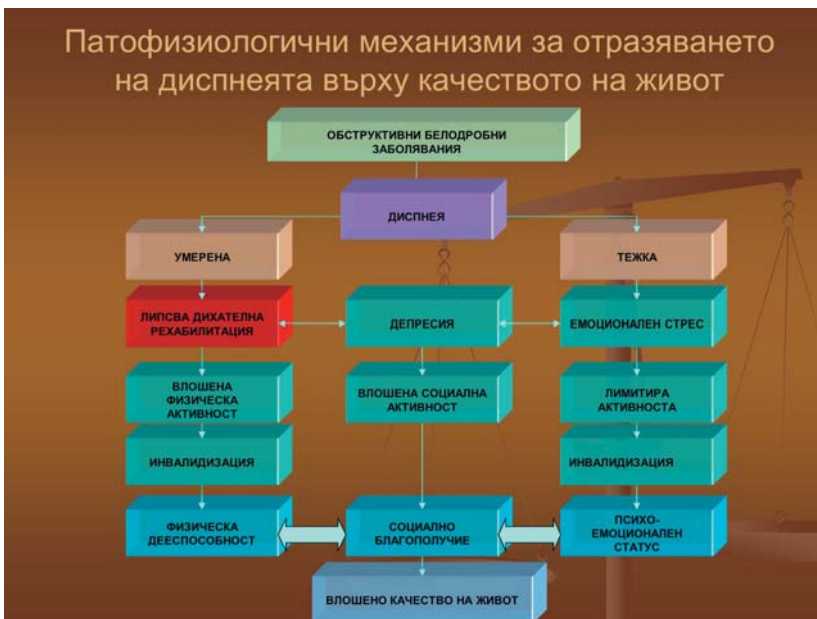 Патофизиологични механизми за отразяването
на диспнеята върху качеството на живот
ОБСТРУКТИВНИ БЕЛОДРОБНИ
ЗАБОЛЯВАНИЯ
ДИСПНЕЯ
УМЕРЕНА
ТЕЖКА
ЛИПСВА ДИХАТЕЛНА
РЕХАБИЛИТАЦИЯ
ДЕПРЕСИЯ
ЕМОЦИОНАЛЕН СТРЕС
ВЛОШЕНА
ФИЗИЧЕСКА
АКТИВНОСТ
ВЛОШЕНА СОЦИАЛНА
АКТИВНОСТ
ЛИМИТИРА
АКТИВНОСТА
ИНВАЛИДИЗАЦИЯ
ИНВАЛИДИЗАЦИЯ
ФИЗИЧЕСКА
ДЕЕСПОСОБНОСТ
СОЦИАЛНО
БЛАГОПОЛУЧИЕ
ПСИХО-
ЕМОЦИОНАЛЕН
СТАТУС
ВЛОШЕНО КАЧЕСТВО НА ЖИВОТ